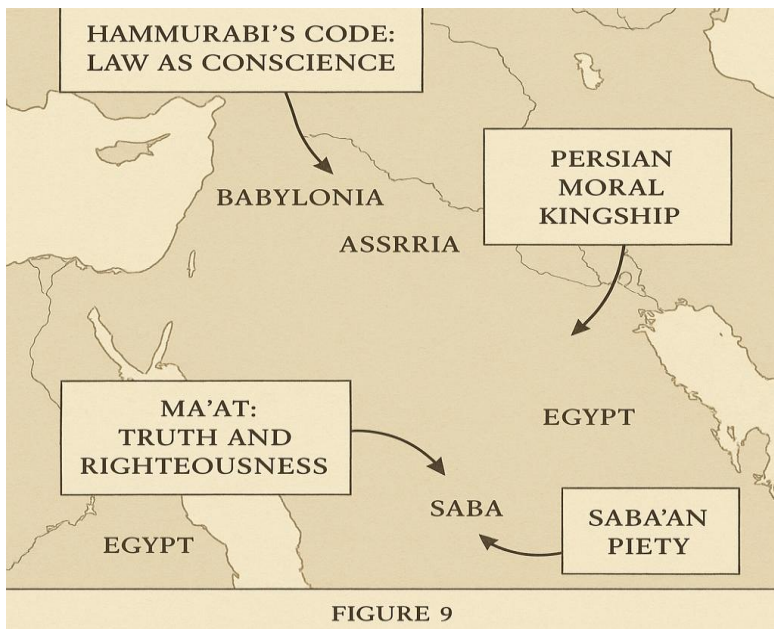 HAMMURABI'S CODE:
LAW AS CONSCIENCE
PERSIAN
MORAL
KINGSHIP
BABYLONIA
ASSRRIA
MA'AT:
TRUTH AND
RIGHTEOUSNESS
EGYPT
SABA
SABA'AN
PIETY
EGYPT
FIGURE 9